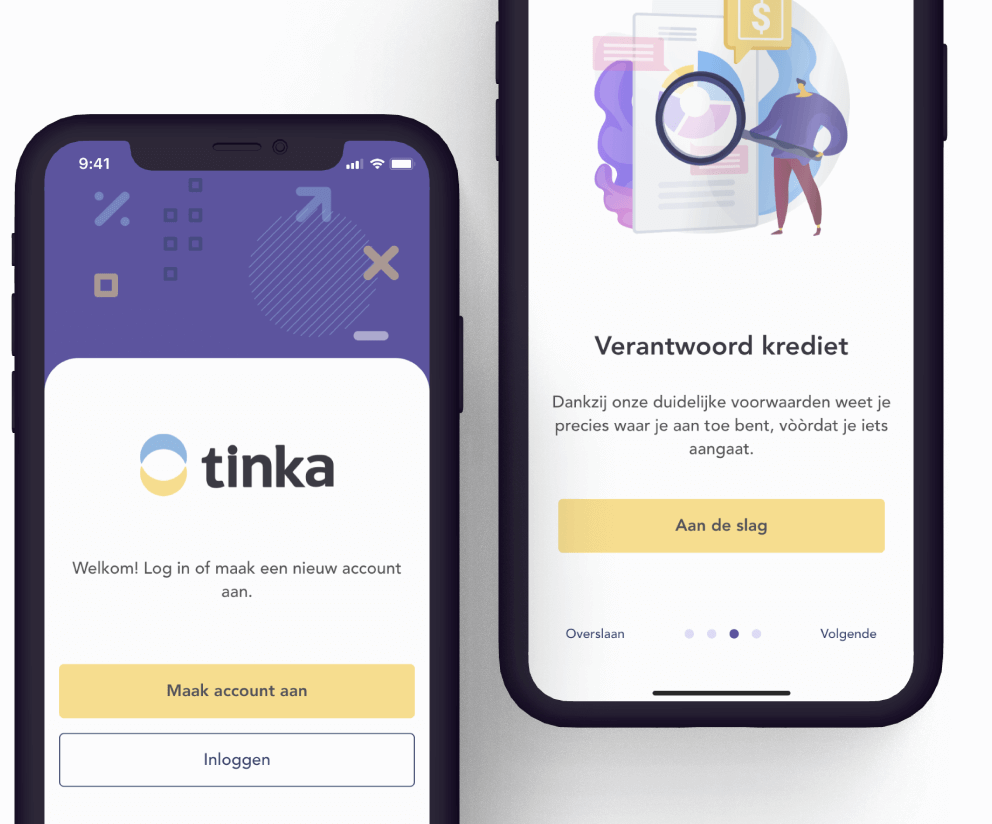 9:41
tinka
Welkom! Log in of maak een nieuw account
aan.
Maak account aan
Inloggen
$
Verantwoord krediet
Dankzij onze duidelijke voorwaarden weet je
precies waar je aan toe bent, vòòrdat je iets
aangaat.
Aan de slag
Overslaan
Volgende